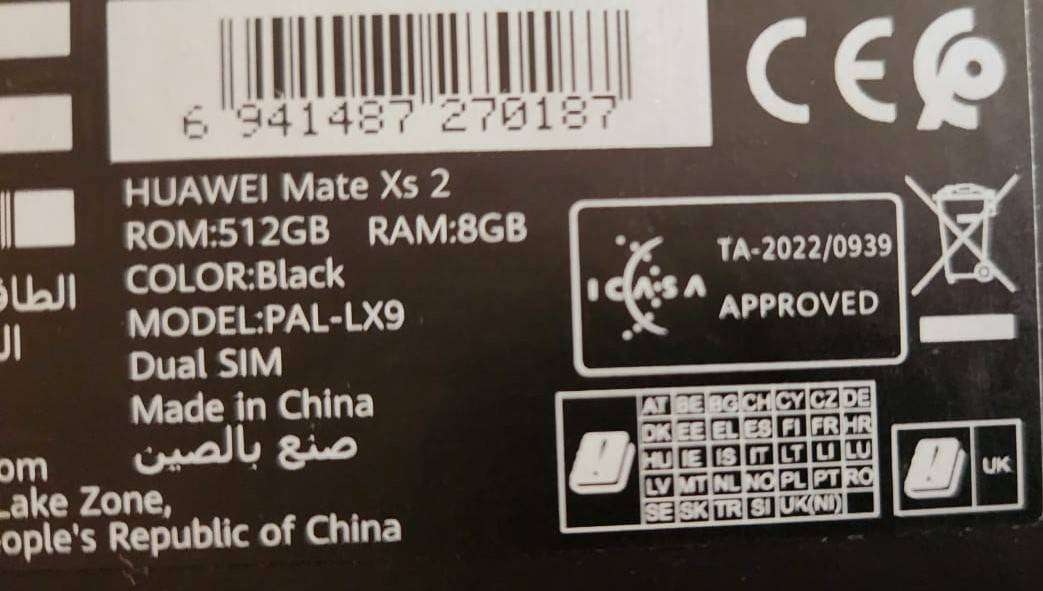 6 941487 270187
CE
HUAWEI Mate Xs 2
ROM:512GB RAM:8GB
COLOR:Black
MODEL:PAL-LX9
Dual SIM
Made in China
صنع بالصين
Lake Zone,
People's Republic of China
ICASA
TA-2022/0939
APPROVED
AT BE BG CH CY CZ DE
DK EE EL ES FI FR HR
HU IE IS IT LT LI LU
LV MT NL NO PL PT RO
SE SK TR SI UK(NI)
UK